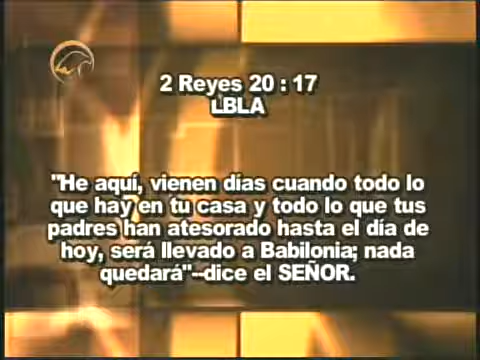 2 Reyes 20 : 17
LBLA
"He aquí, vienen días cuando todo lo
que hay en tu casa y todo lo que tus
padres han atesorado hasta el día de
hoy, será llevado a Babilonia; nada
quedará"--dice el SEÑOR.